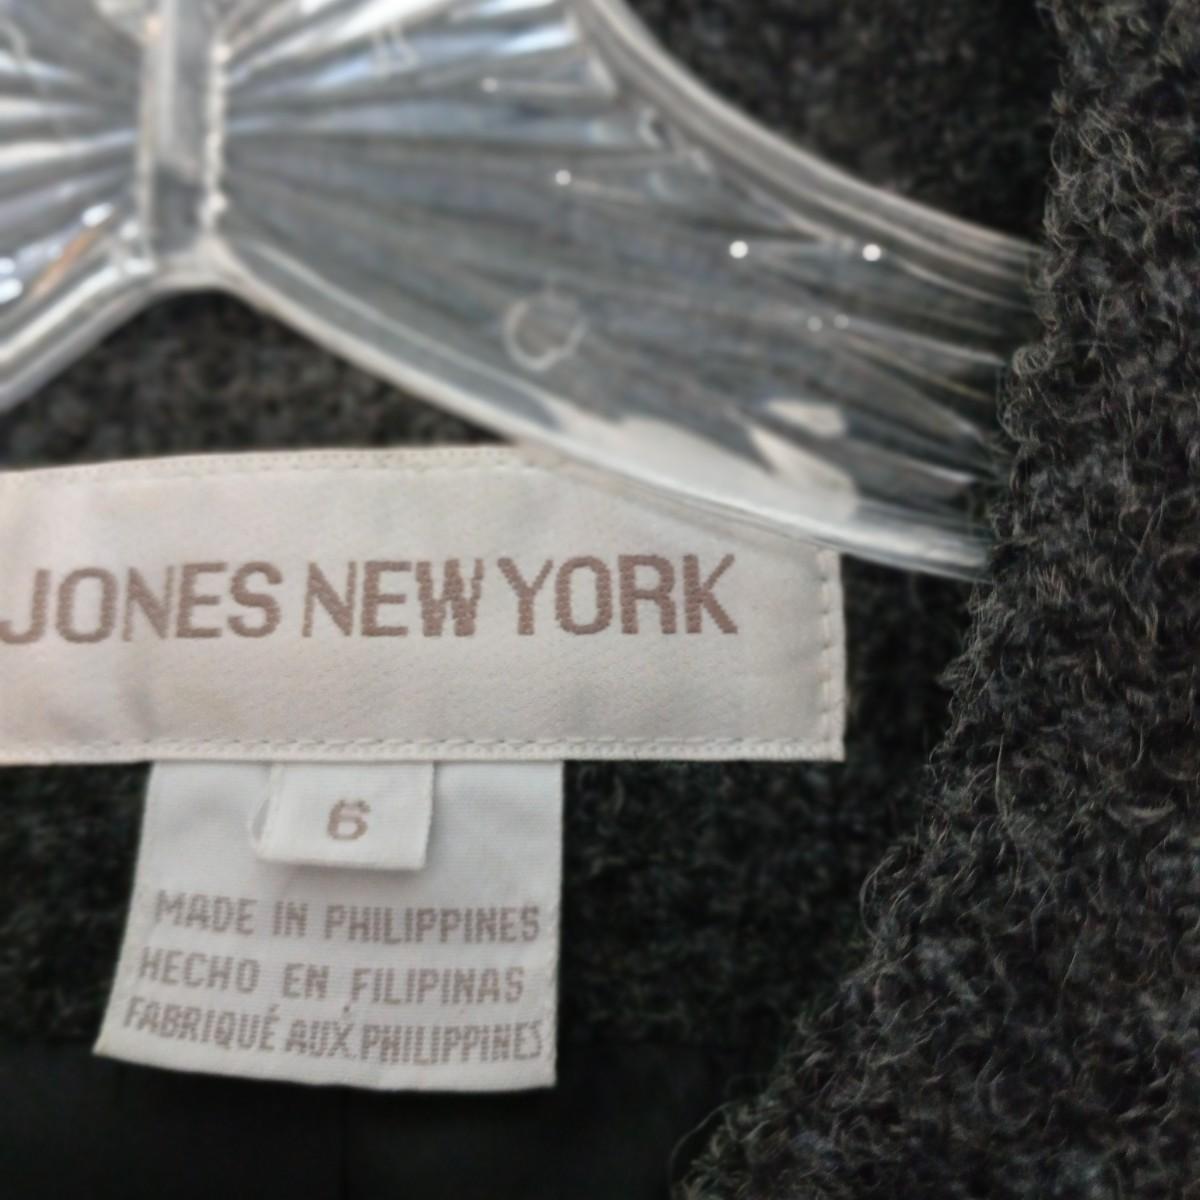 JONES NEW YORK
6
MADE IN PHILIPPINES
HECHO EN FILIPINAS
FABRIQUÉ AUX PHILIPPINES